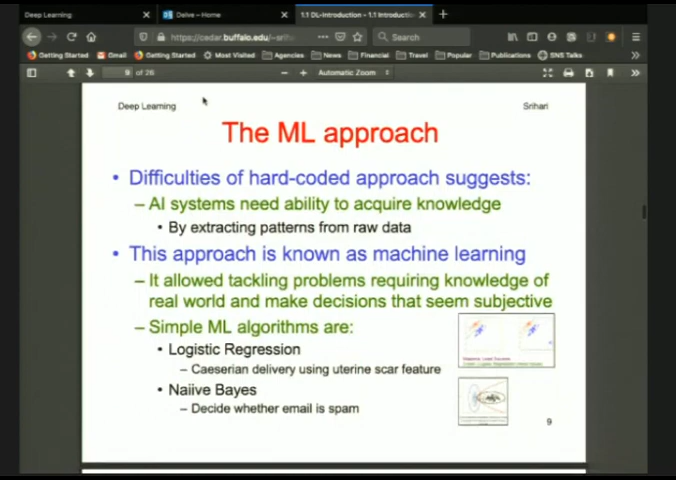 Deep Learning
Delve – Home
1.1 DL-Introduction – 1.1 Introductio
https://cedar.buffalo.edu/~srih
Search
Getting Started Gmail Getting Started Most Visited Agencies News Financial Travel Popular Publications SNS Talks
9 of 26
Automatic Zoom
Deep Learning
Srihari
The ML approach
• Difficulties of hard-coded approach suggests:
– AI systems need ability to acquire knowledge
• By extracting patterns from raw data
• This approach is known as machine learning
– It allowed tackling problems requiring knowledge of
real world and make decisions that seem subjective
– Simple ML algorithms are:
• Logistic Regression
– Caeserian delivery using uterine scar feature
• Naiive Bayes
– Decide whether email is spam
9